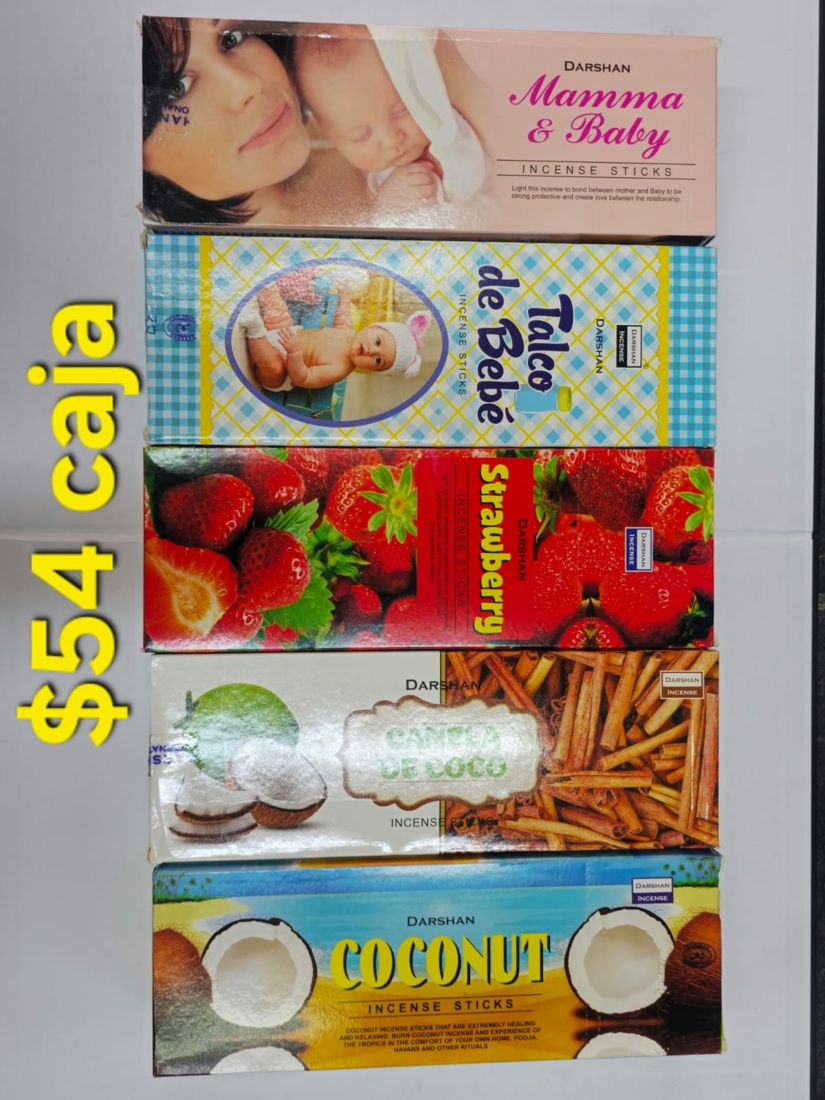 $54 caja
DARSHAN
Mamma
& Baby
INCENSE STICKS
Light this incense to bond between mother and Baby to be
strong protective and create love between the relationship.
DARSHAN
INCENSE
DARSHAN
Talco
de Bebé
INCENSE STICKS
DARSHAN
INCENSE
DARSHAN
Strawberry
INCENSE STICKS
DARSHAN
INCENSE
DARSHAN
CANELA
DE COCO
INCENSE STICKS
DARSHAN
INCENSE
DARSHAN
COCONUT
INCENSE STICKS
COCONUT INCENSE STICKS THAT ARE EXTREMELY HEALING
AND RELAXING. BURN COCONUT INCENSE AND EXPERIENCE OF
THE TROPICS IN THE COMFORT OF YOUR OWN HOME. POOJA,
HAVANS AND OTHER RITUALS